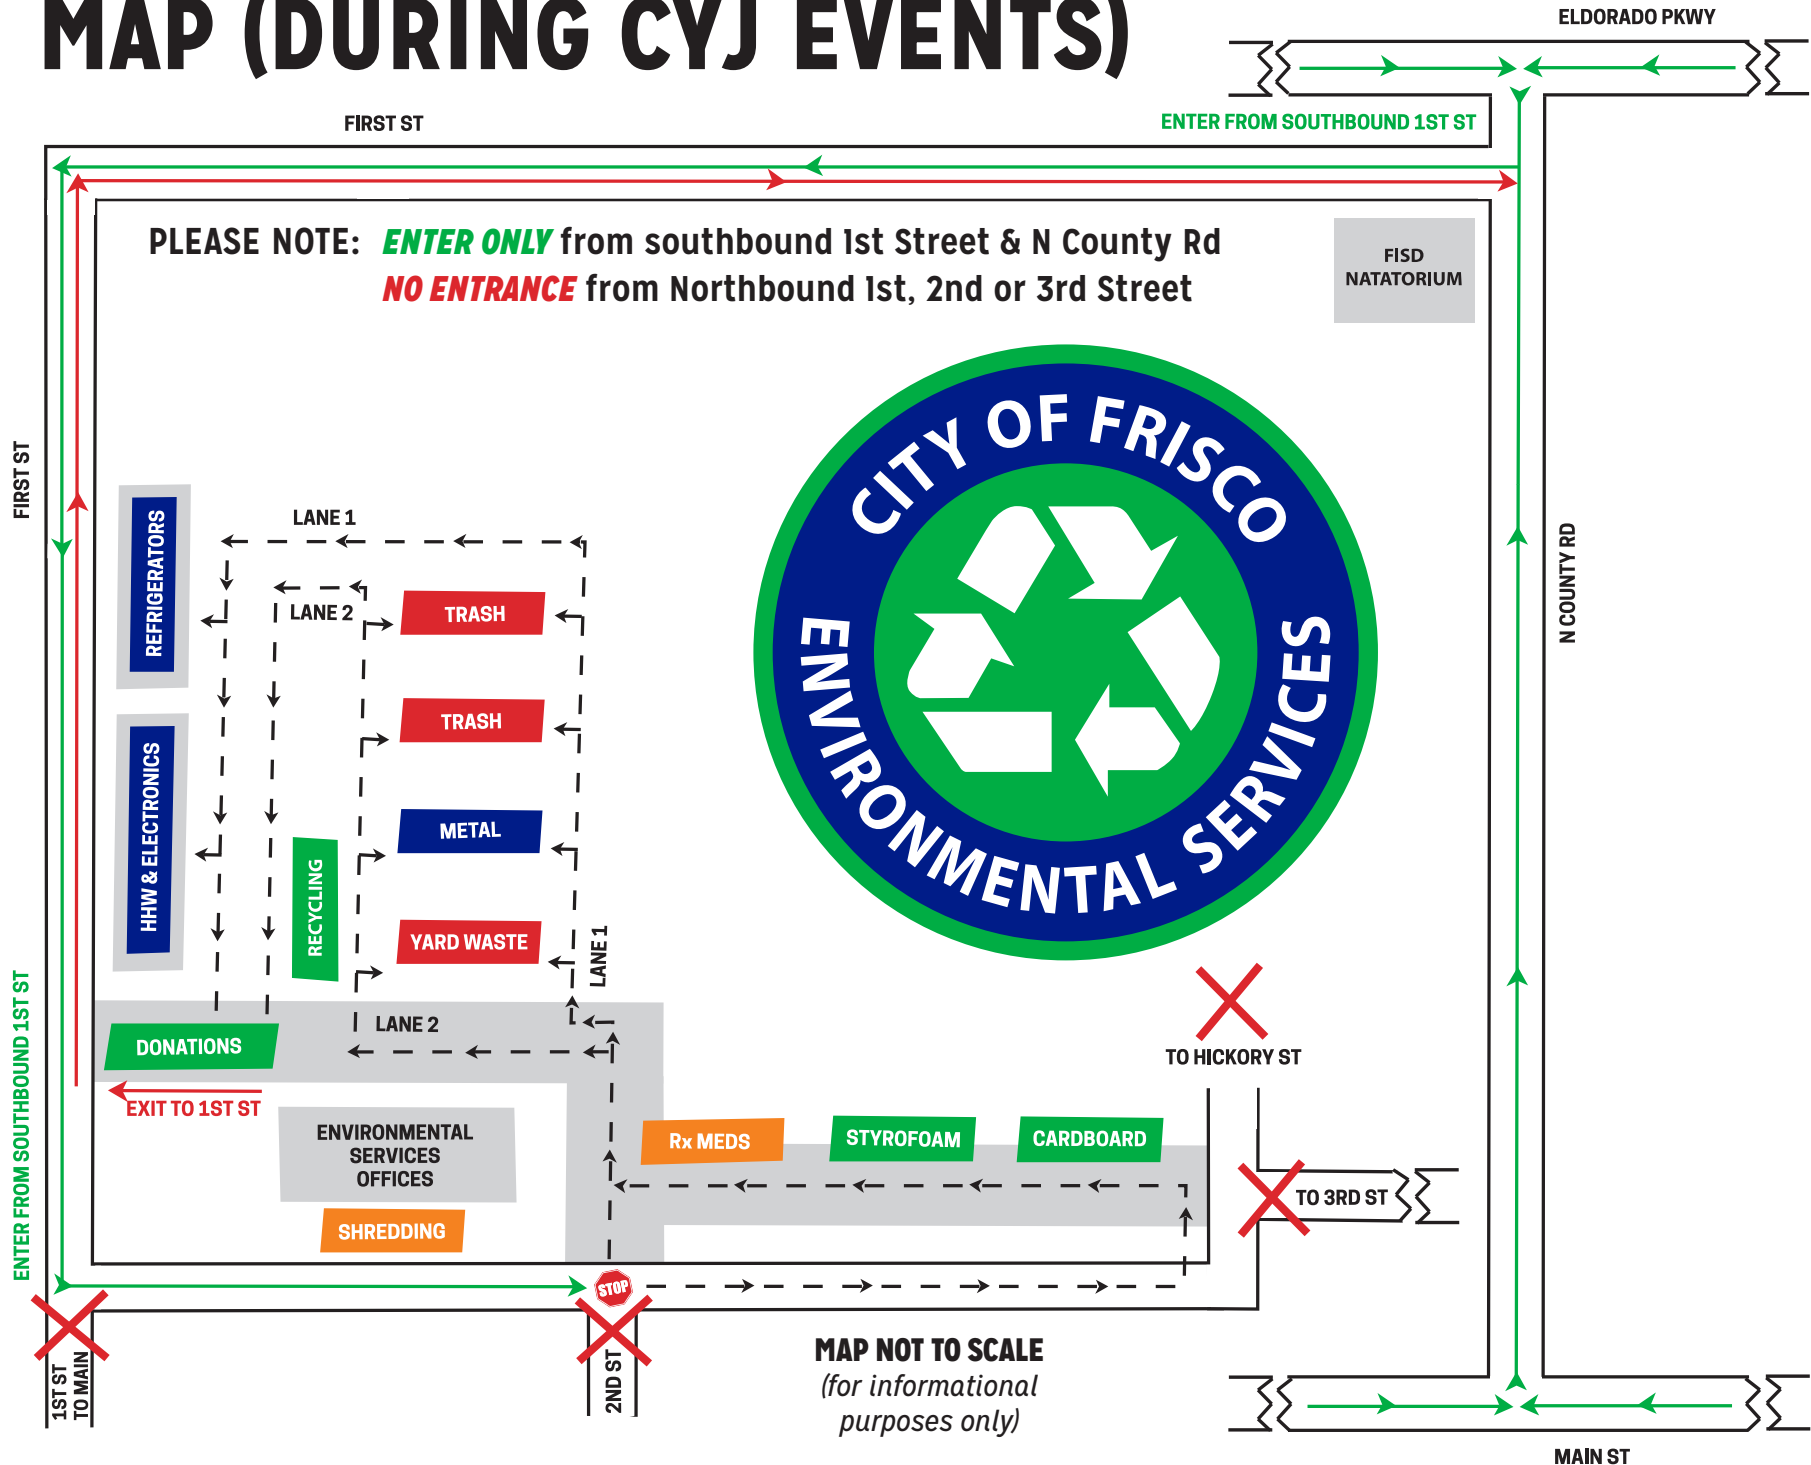 MAP (DURING CYJ EVENTS)
ELDORADO PKWY
FIRST ST
ENTER FROM SOUTHBOUND 1ST ST
PLEASE NOTE: ENTER ONLY from southbound 1st Street & N County Rd
NO ENTRANCE from Northbound 1st, 2nd or 3rd Street
FISD
NATATORIUM
CITY OF FRISCO
ENVIRONMENTAL SERVICES
FIRST ST
N COUNTY RD
LANE 1
LANE 2
REFRIGERATORS
TRASH
TRASH
HHW & ELECTRONICS
METAL
RECYCLING
YARD WASTE
LANE 1
LANE 2
DONATIONS
EXIT TO 1ST ST
ENTER FROM SOUTHBOUND 1ST ST
ENVIRONMENTAL
SERVICES
OFFICES
SHREDDING
Rx MEDS
STYROFOAM
CARDBOARD
TO HICKORY ST
TO 3RD ST
STOP
1ST ST
TO MAIN
2ND ST
MAP NOT TO SCALE
(for informational
purposes only)
MAIN ST